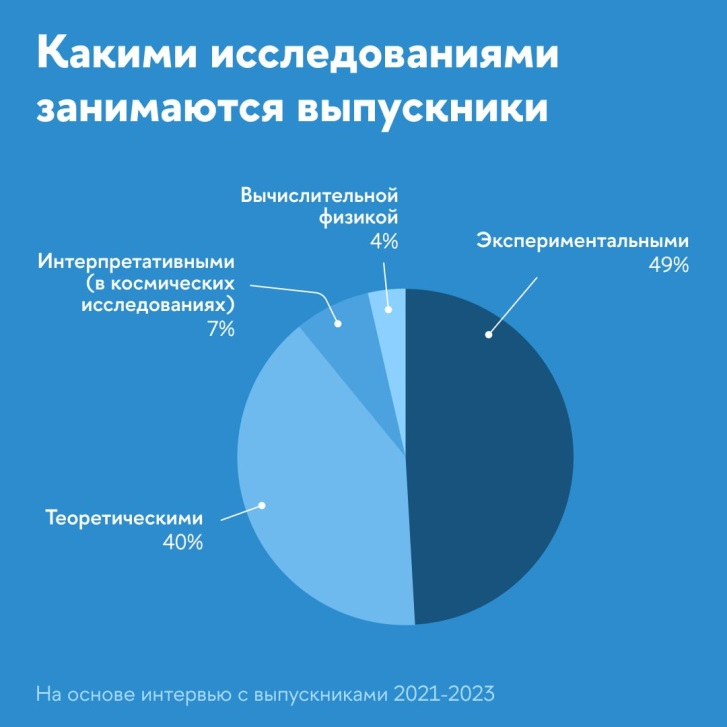 Какими исследованиями
занимаются выпускники
Вычислительной
физикой
4%
Экспериментальными
49%
Интерпретативными
(в космических
исследованиях)
7%
Теоретическими
40%
На основе интервью с выпускниками 2021-2023